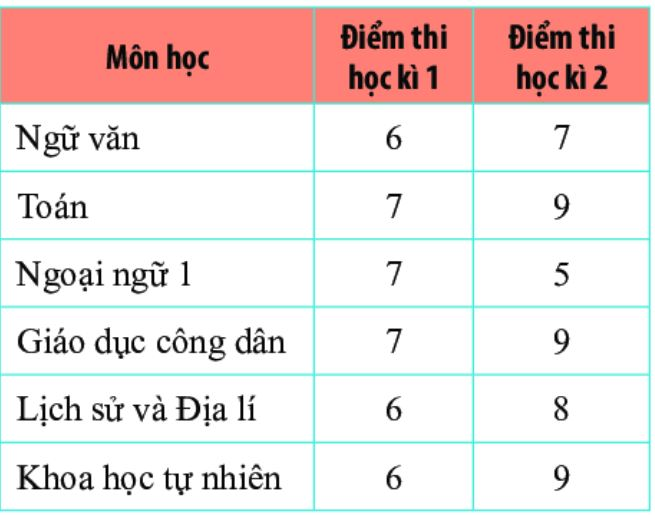 Môn học Điểm thi học kì 1 Điểm thi học kì 2
Ngữ văn 6 7
Toán 7 9
Ngoại ngữ 1 7 5
Giáo dục công dân 7 9
Lịch sử và Địa lí 6 8
Khoa học tự nhiên 6 9